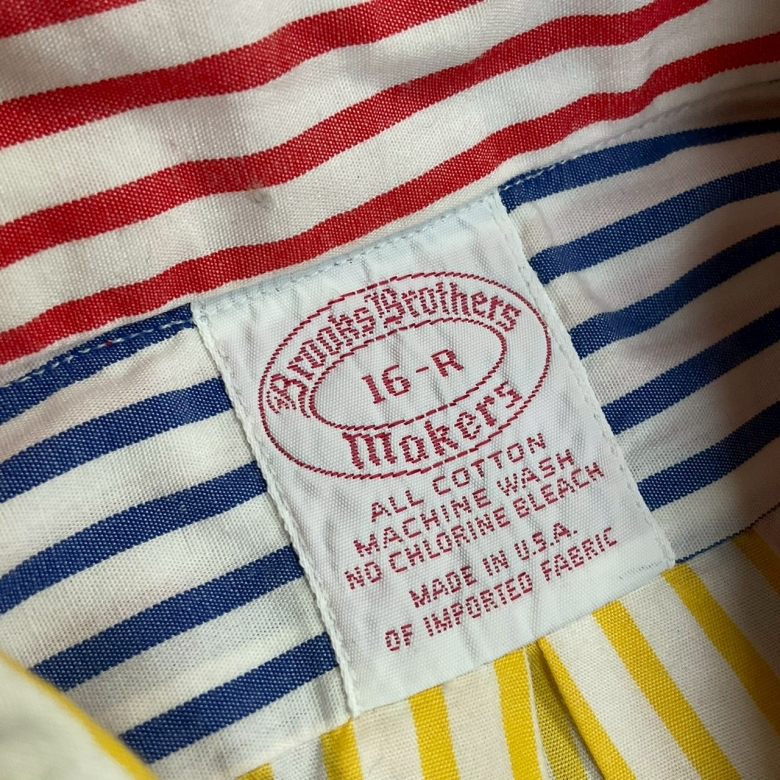 Brooks Brothers
16-R
Makers
ALL COTTON
MACHINE WASH
NO CHLORINE BLEACH
MADE IN U.S.A.
OF IMPORTED FABRIC